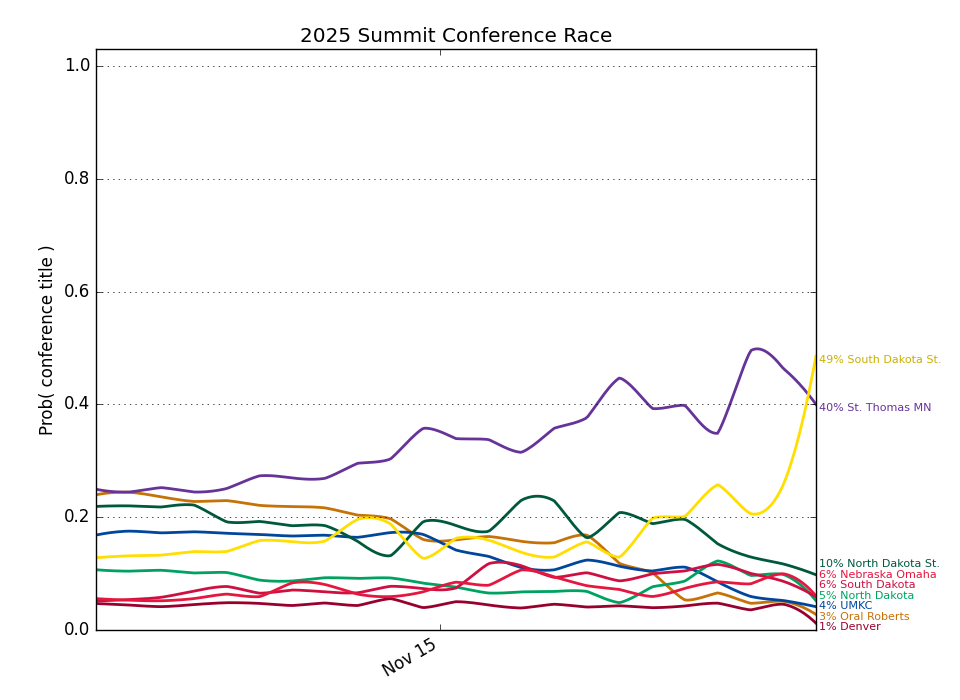 2025 Summit Conference Race
Prob( conference title )
1.0
0.8
0.6
0.4
0.2
0.0
Nov 15
49% South Dakota St.
40% St. Thomas MN
10% North Dakota St.
6% Nebraska Omaha
6% South Dakota
5% North Dakota
4% UMKC
3% Oral Roberts
1% Denver